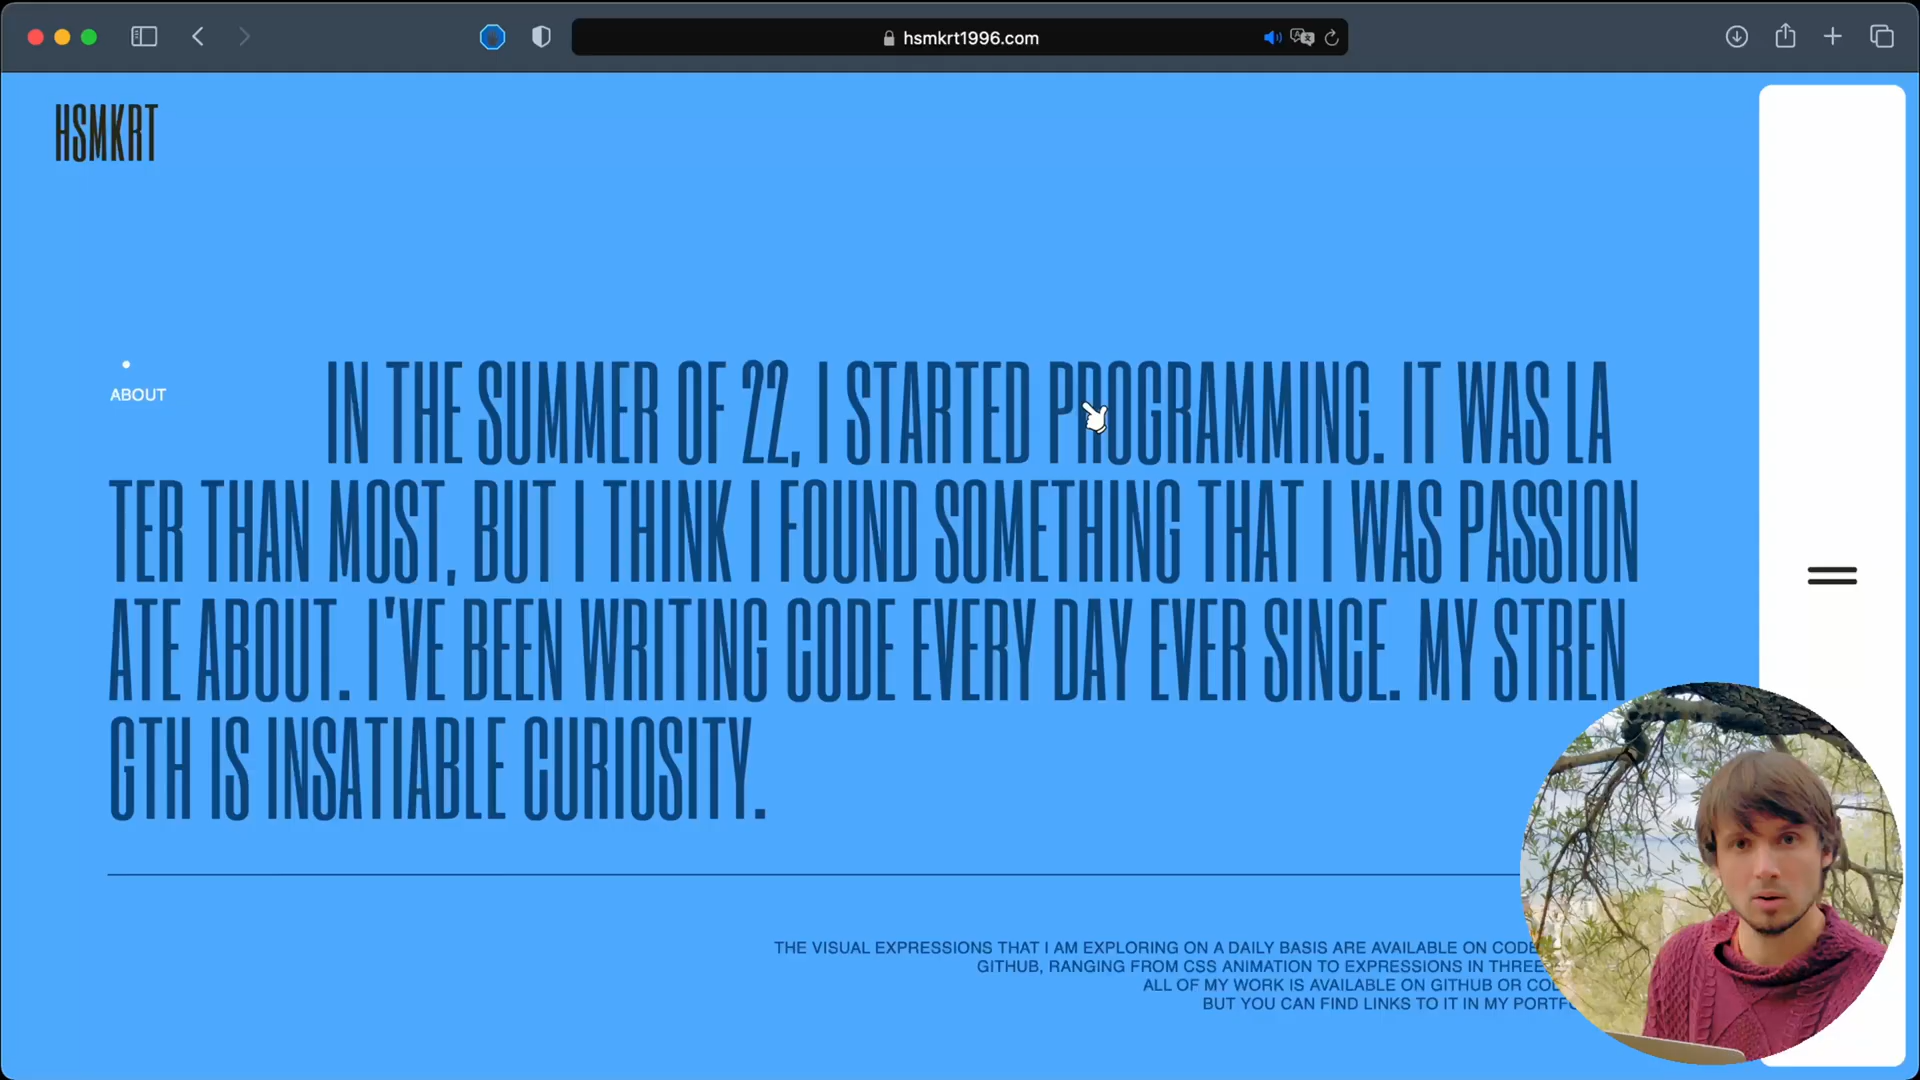 hsmkrt1996.com
HSMKRT
ABOUT
IN THE SUMMER OF 22, I STARTED PROGRAMMING. IT WAS LA
TER THAN MOST, BUT I THINK I FOUND SOMETHING THAT I WAS PASSION
ATE ABOUT. I'VE BEEN WRITING CODE EVERY DAY EVER SINCE. MY STREN
GTH IS INSATIABLE CURIOSITY.
THE VISUAL EXPRESSIONS THAT I AM EXPLORING ON A DAILY BASIS ARE AVAILABLE ON
GITHUB, RANGING FROM CSS ANIMATION TO EXPRESSIONS IN
ALL OF MY WORK IS AVAILABLE ON GITHUB OR
BUT YOU CAN FIND LINKS TO IT IN MY